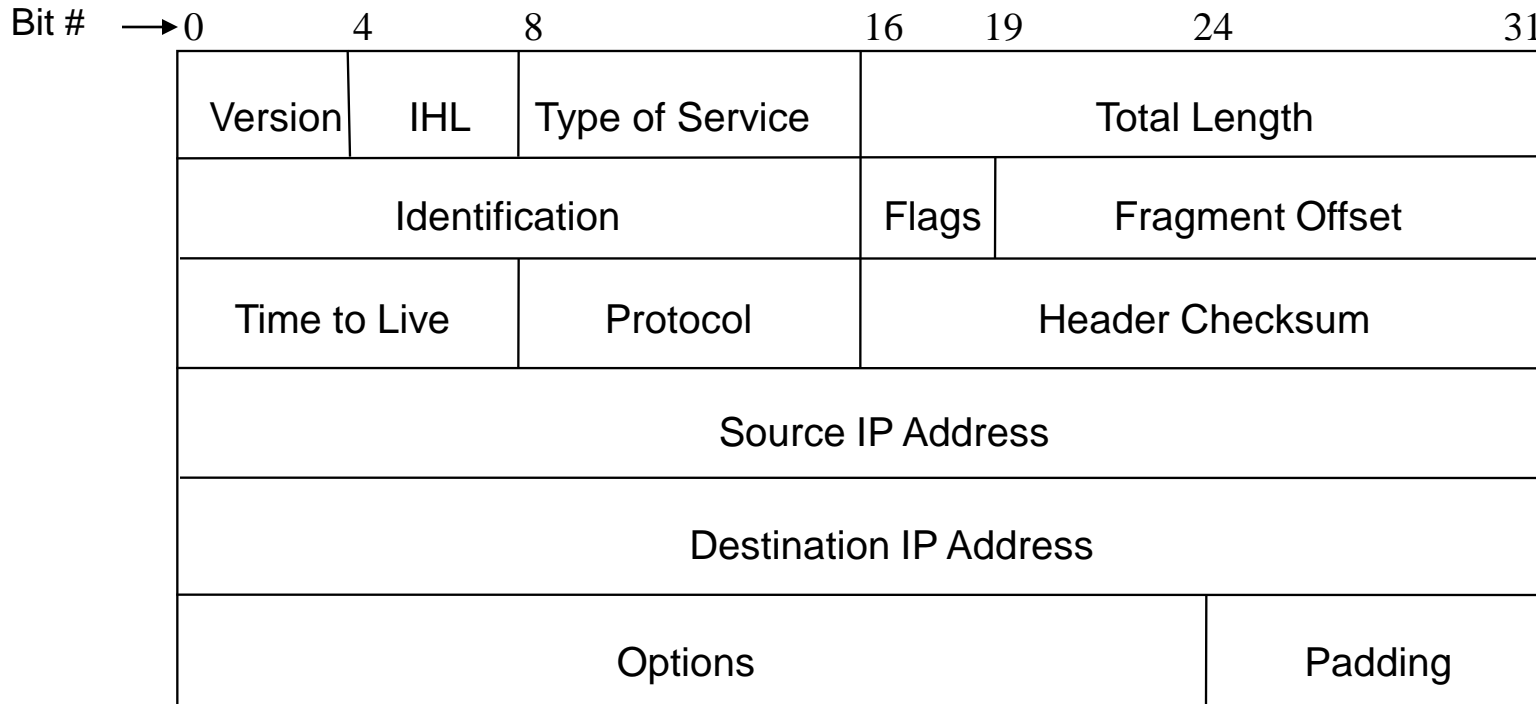 Bit # 0 4 8 16 19 24 31
Version IHL Type of Service Total Length
Identification Flags Fragment Offset
Time to Live Protocol Header Checksum
Source IP Address
Destination IP Address
Options Padding